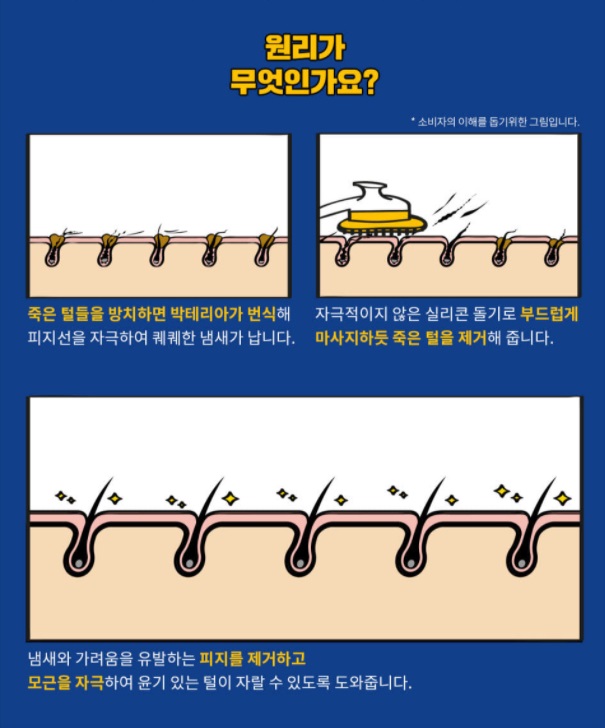 원리가
무엇인가요?
* 소비자의 이해를 돕기위한 그림입니다.
죽은 털들을 방치하면 박테리아가 번식해
피지선을 자극하여 퀘퀘한 냄새가 납니다.
자극적이지 않은 실리콘 돌기로 부드럽게
마사지하듯 죽은 털을 제거해 줍니다.
냄새와 가려움을 유발하는 피지를 제거하고
모근을 자극하여 윤기 있는 털이 자랄 수 있도록 도와줍니다.